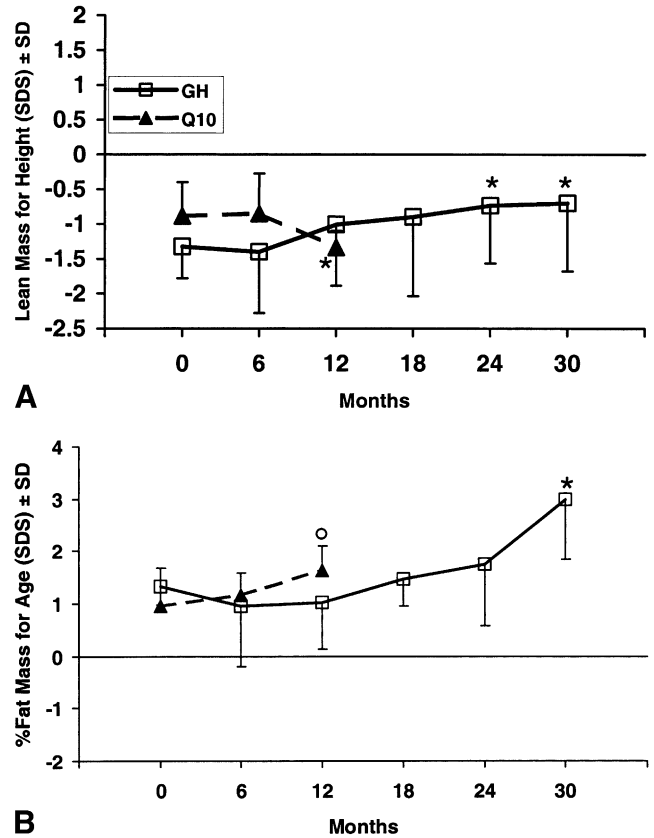 Lean Mass for Height (SDS) ± SD
2
1.5
1
0.5
0
-0.5
-1
-1.5
-2
-2.5
GH
Q10
*
*
*
0 6 12 18 24 30
Months
A
%Fat Mass for Age (SDS) ± SD
4
3
2
1
0
-1
-2
*
0 6 12 18 24 30
Months
B